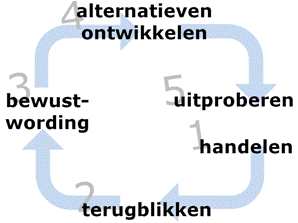 4
alternatieven
ontwikkelen
3
bewust-
wording
5
uitproberen
1
handelen
2
terugblikken